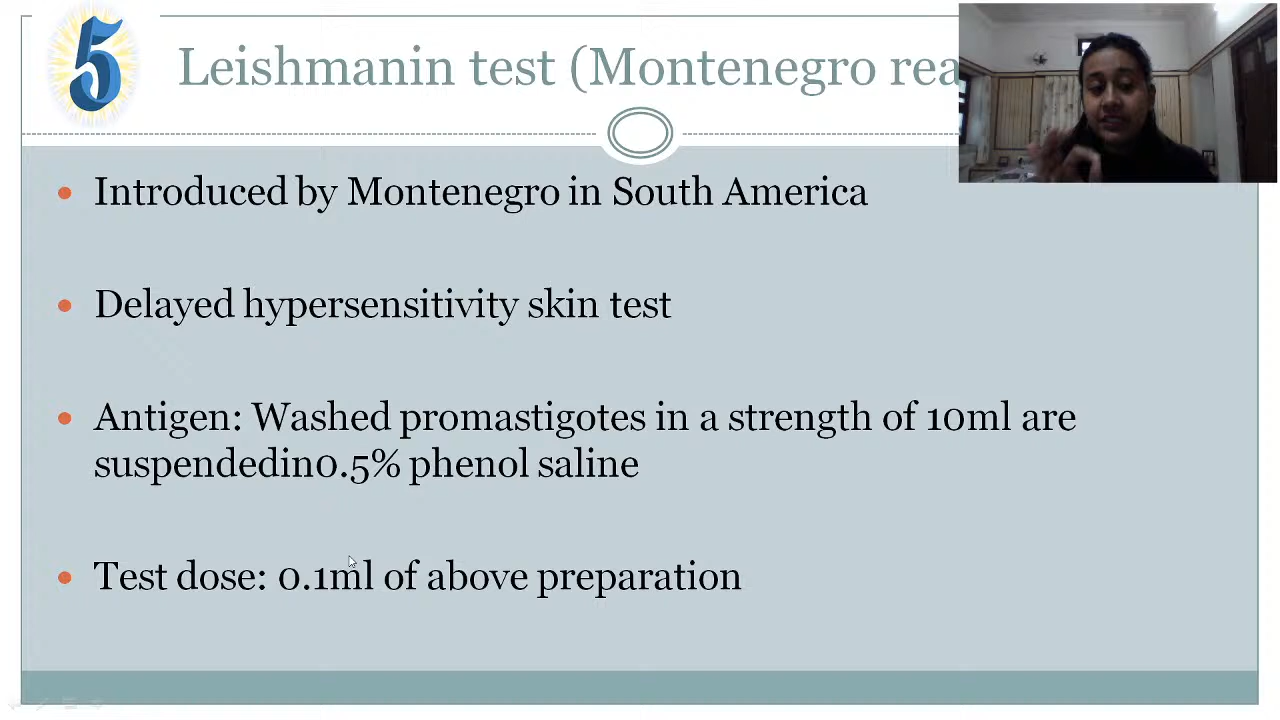 5
Leishmanin test (Montenegro rea
Introduced by Montenegro in South America
Delayed hypersensitivity skin test
Antigen: Washed promastigotes in a strength of 10ml are
suspendedin0.5% phenol saline
Test dose: 0.1ml of above preparation